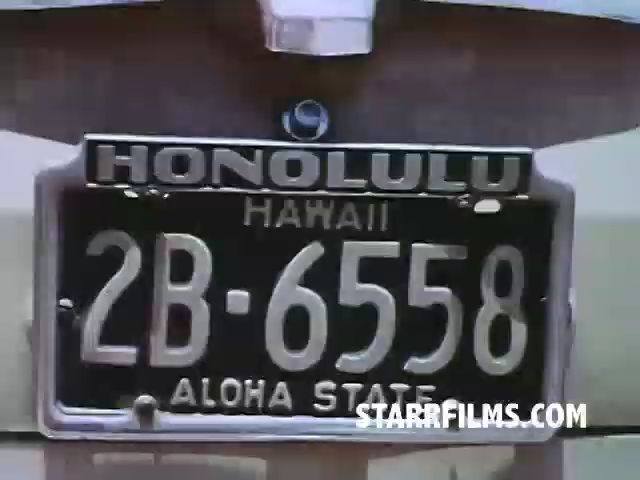 HONOLULU
HAWAII
2B·6558
ALOHA STATE
STARRFILMS.COM